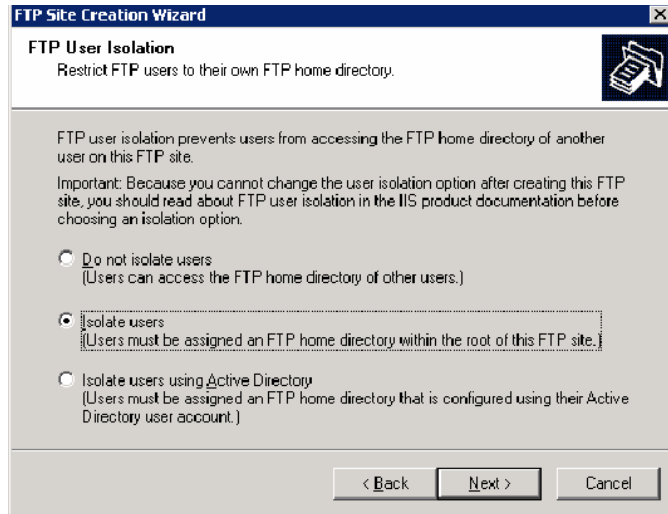 FTP Site Creation Wizard
FTP User Isolation
Restrict FTP users to their own FTP home directory.
FTP user isolation prevents users from accessing the FTP home directory of another
user on this FTP site.
Important: Because you cannot change the user isolation option after creating this FTP
site, you should read about FTP user isolation in the IIS product documentation before
choosing an isolation option.
Do not isolate users
(Users can access the FTP home directory of other users.)
Isolate users
(Users must be assigned an FTP home directory within the root of this FTP site.)
Isolate users using Active Directory
(Users must be assigned an FTP home directory that is configured using their Active
Directory user account.)
< Back Next > Cancel